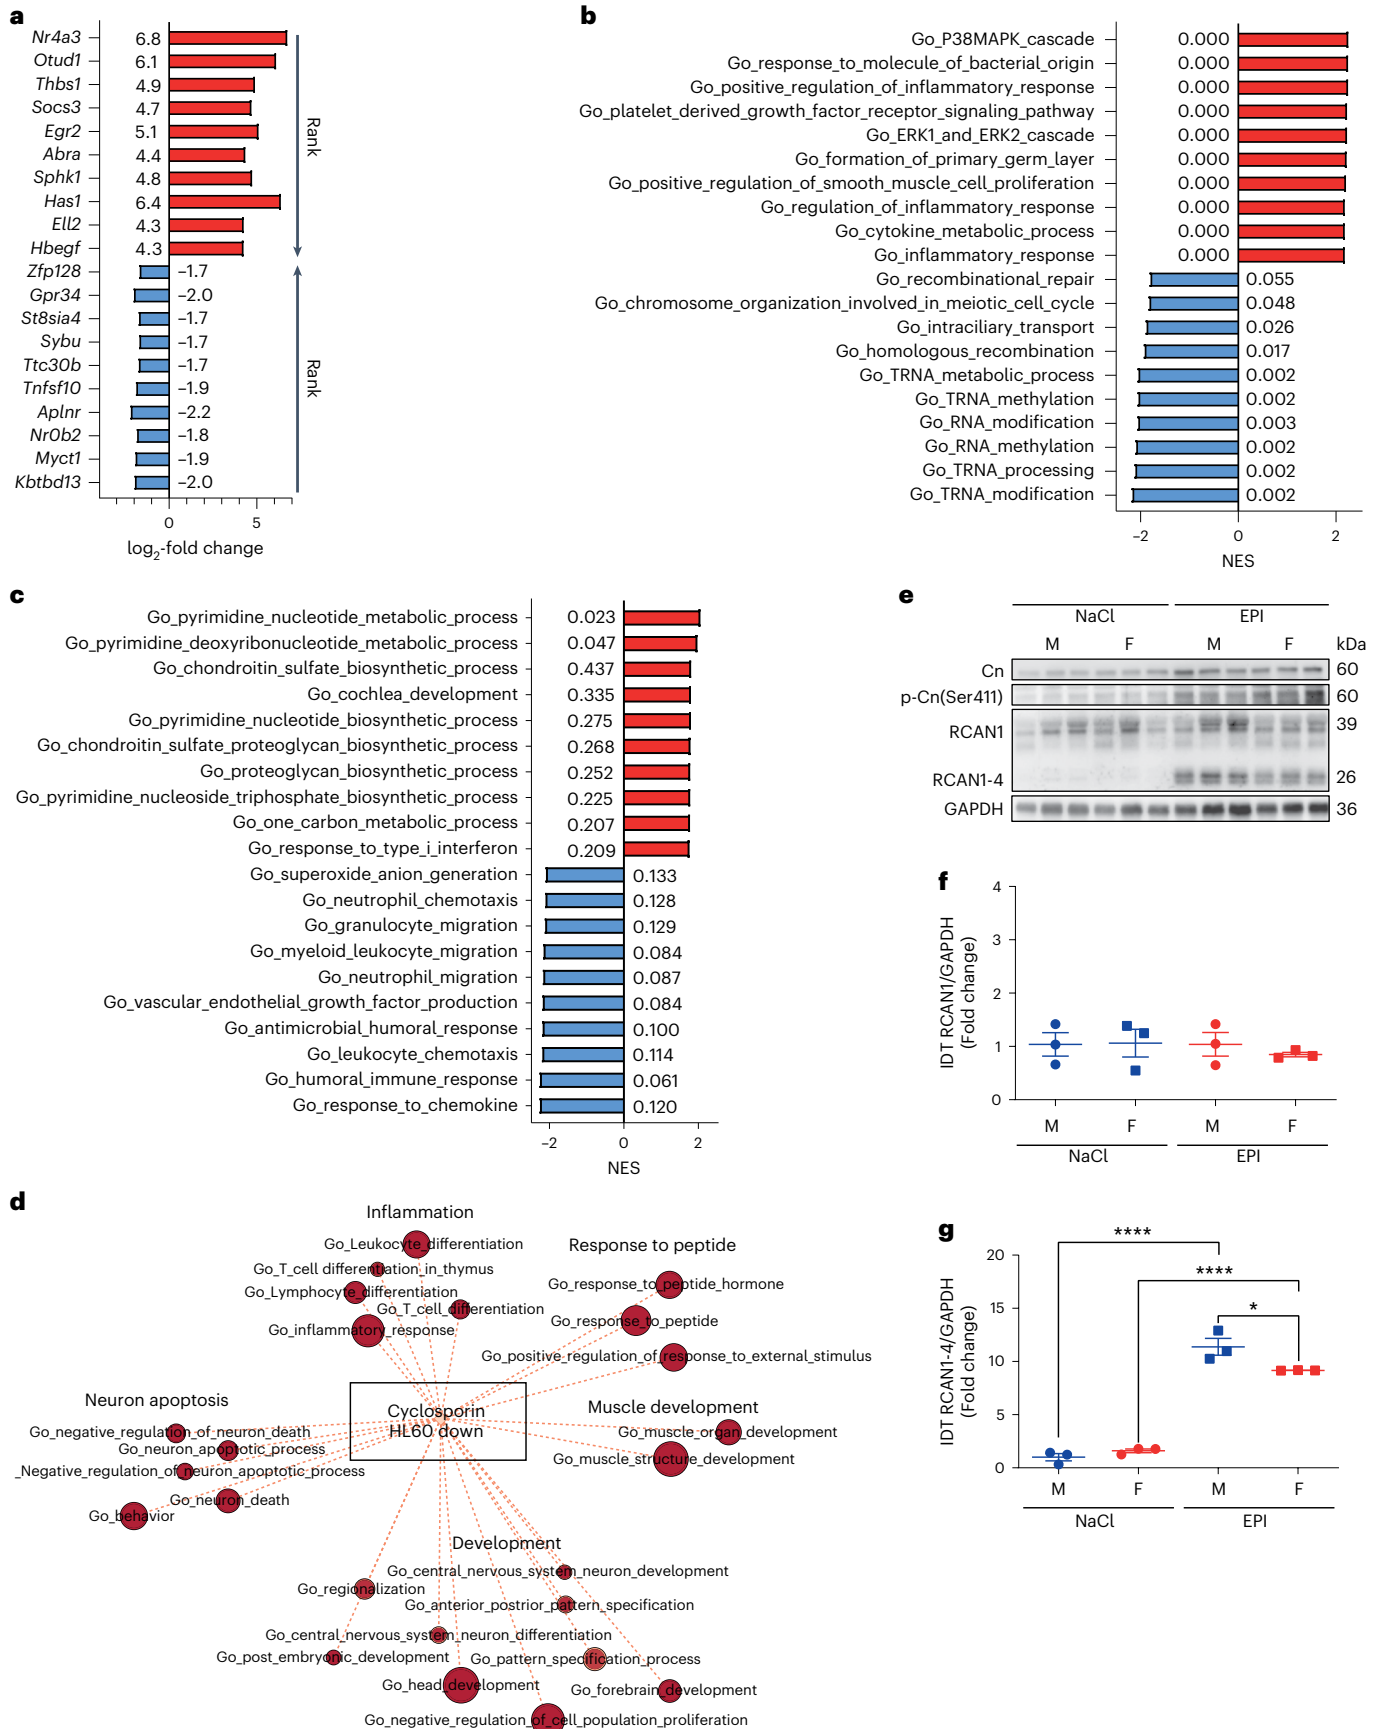 a
Nr4a3 6.8
Otud1 6.1
Thbs1 4.9
Socs3 4.7
Egr2 5.1
Abra 4.4
Sphk1 4.8
Has1 6.4
Ell2 4.3
Hbegf 4.3
Zfp128 –1.7
Gpr34 –2.0
St8sia4 –1.7
Sybu –1.7
Ttc30b –1.7
Tnfsf10 –1.9
Aplnr –2.2
Nr0b2 –1.8
Myct1 –1.9
Kbtbd13 –2.0
Rank
Rank
0 5
log2-fold change
b
Go_P38MAPK_cascade 0.000
Go_response_to_molecule_of_bacterial_origin 0.000
Go_positive_regulation_of_inflammatory_response 0.000
Go_platelet_derived_growth_factor_receptor_signaling_pathway 0.000
Go_ERK1_and_ERK2_cascade 0.000
Go_formation_of_primary_germ_layer 0.000
Go_positive_regulation_of_smooth_muscle_cell_proliferation 0.000
Go_regulation_of_inflammatory_response 0.000
Go_cytokine_metabolic_process 0.000
Go_inflammatory_response 0.000
Go_recombinational_repair 0.055
Go_chromosome_organization_involved_in_meiotic_cell_cycle 0.048
Go_intraciliary_transport 0.026
Go_homologous_recombination 0.017
Go_TRNA_metabolic_process 0.002
Go_TRNA_methylation 0.002
Go_RNA_modification 0.003
Go_RNA_methylation 0.002
Go_TRNA_processing 0.002
Go_TRNA_modification 0.002
–2 0 2
NES
c
Go_pyrimidine_nucleotide_metabolic_process 0.023
Go_pyrimidine_deoxyribonucleotide_metabolic_process 0.047
Go_chondroitin_sulfate_biosynthetic_process 0.437
Go_cochlea_development 0.335
Go_pyrimidine_nucleotide_biosynthetic_process 0.275
Go_chondroitin_sulfate_proteoglycan_biosynthetic_process 0.268
Go_proteoglycan_biosynthetic_process 0.252
Go_pyrimidine_nucleoside_triphosphate_biosynthetic_process 0.225
Go_one_carbon_metabolic_process 0.207
Go_response_to_type_i_interferon 0.209
Go_superoxide_anion_generation 0.133
Go_neutrophil_chemotaxis 0.128
Go_granulocyte_migration 0.129
Go_myeloid_leukocyte_migration 0.084
Go_neutrophil_migration 0.087
Go_vascular_endothelial_growth_factor_production 0.084
Go_antimicrobial_humoral_response 0.100
Go_leukocyte_chemotaxis 0.114
Go_humoral_immune_response 0.061
Go_response_to_chemokine 0.120
–2 0 2
NES
d
Inflammation
Go_Leukocyte_differentiation
Go_T_cell differentiation_in_thymus
Go_Lymphocyte_differentiation
Go_T_cell_differentiation
Go_inflammatory_response
Response to peptide
Go_response_to_peptide_hormone
Go_response_to_peptide
Go_positive_regulation_of_response_to_external_stimulus
Neuron apoptosis
Go_negative_regulation_of_neuron_death
Go_neuron_apoptotic_process
_Negative_regulation_of_neuron_apoptotic_process
Go_neuron_death
Go_behavior
Cyclosporin
HL60 down
Muscle development
Go_muscle_organ_development
Go_muscle_structure_development
Development
Go_central_nervous_system_neuron_development
Go_regionalization
Go_anterior_postrior_pattern_specification
Go_central_nervous_system_neuron_differentiation
Go_post_embryonic_development
Go_pattern_specification_process
Go_head_development
Go_forebrain_development
Go_negative_regulation_of_cell_population_proliferation
e
NaCl EPI
M F M F kDa
Cn 60
p-Cn(Ser411) 60
RCAN1 39
RCAN1-4 26
GAPDH 36
f
IDT RCAN1/GAPDH
(Fold change)
4
3
2
1
0
M F M F
NaCl EPI
g
IDT RCAN1-4/GAPDH
(Fold change)
20
15
10
5
0
****
****
*
M F M F
NaCl EPI